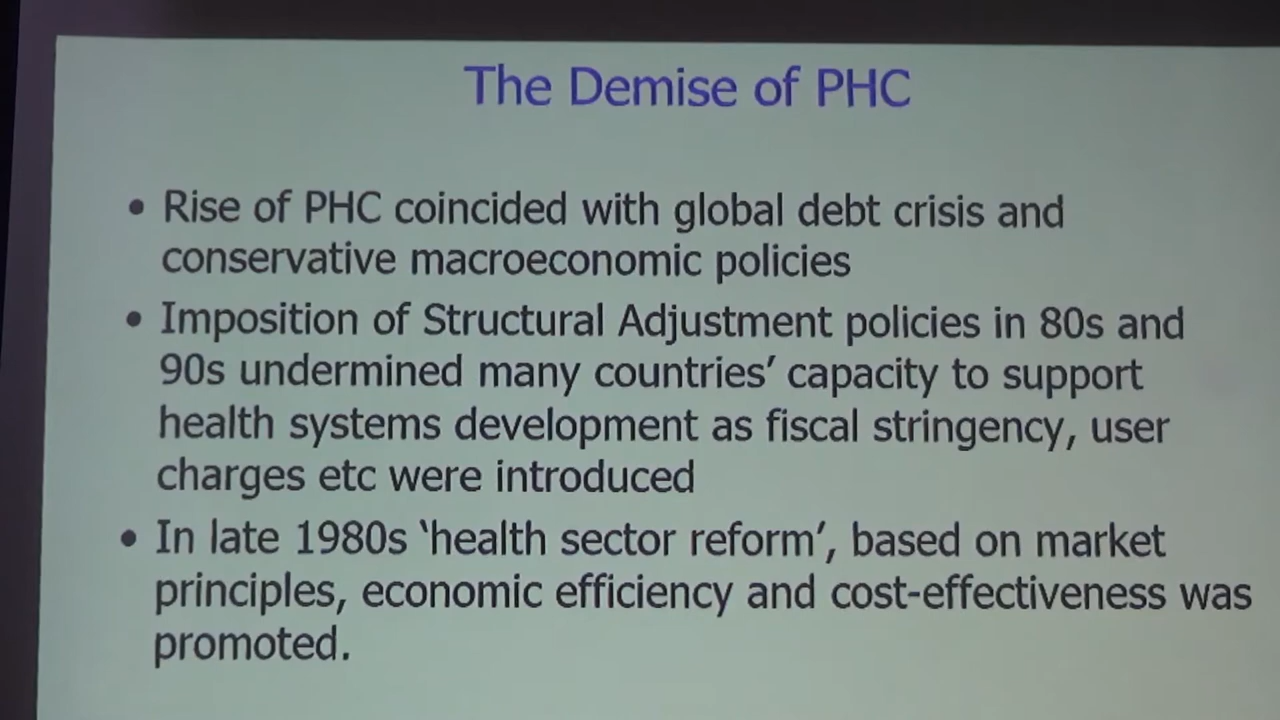 The Demise of PHC
• Rise of PHC coincided with global debt crisis and
conservative macroeconomic policies
• Imposition of Structural Adjustment policies in 80s and
90s undermined many countries’ capacity to support
health systems development as fiscal stringency, user
charges etc were introduced
• In late 1980s ‘health sector reform’, based on market
principles, economic efficiency and cost-effectiveness was
promoted.